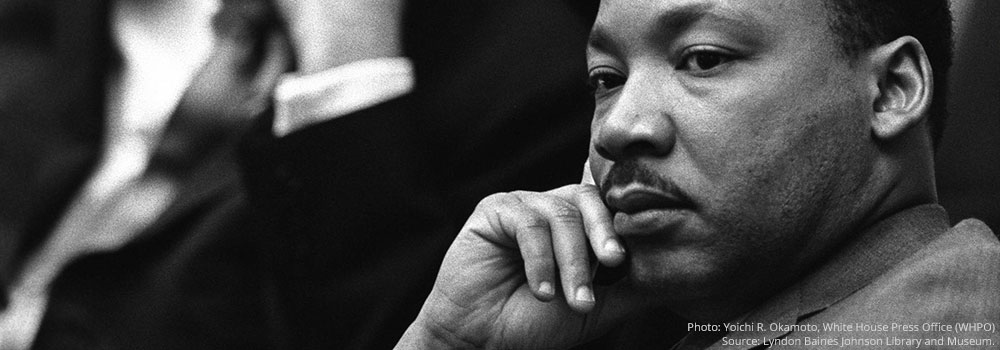 Photo: Yoichi R. Okamoto, White House Press Office (WHPO)
Source: Lyndon Baines Johnson Library and Museum.